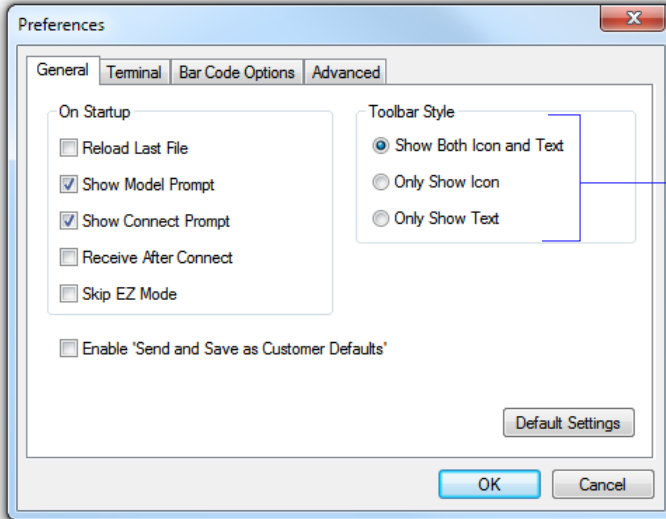 Preferences
General Terminal Bar Code Options Advanced
On Startup
Reload Last File
Show Model Prompt
Show Connect Prompt
Receive After Connect
Skip EZ Mode
Toolbar Style
Show Both Icon and Text
Only Show Icon
Only Show Text
Enable 'Send and Save as Customer Defaults'
Default Settings
OK Cancel